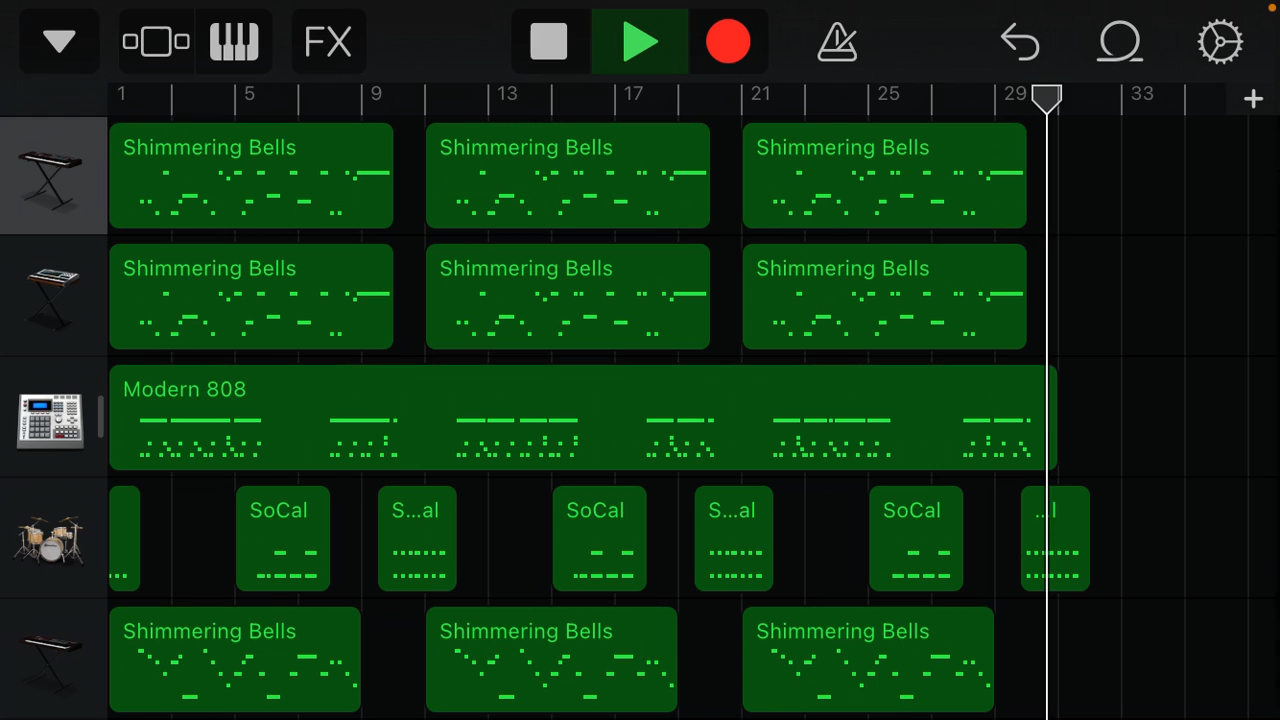 FX
1 5 9 13 17 21 25 29 33
Shimmering Bells Shimmering Bells Shimmering Bells
Shimmering Bells Shimmering Bells Shimmering Bells
Modern 808
SoCal S...al SoCal S...al SoCal ...l
Shimmering Bells Shimmering Bells Shimmering Bells